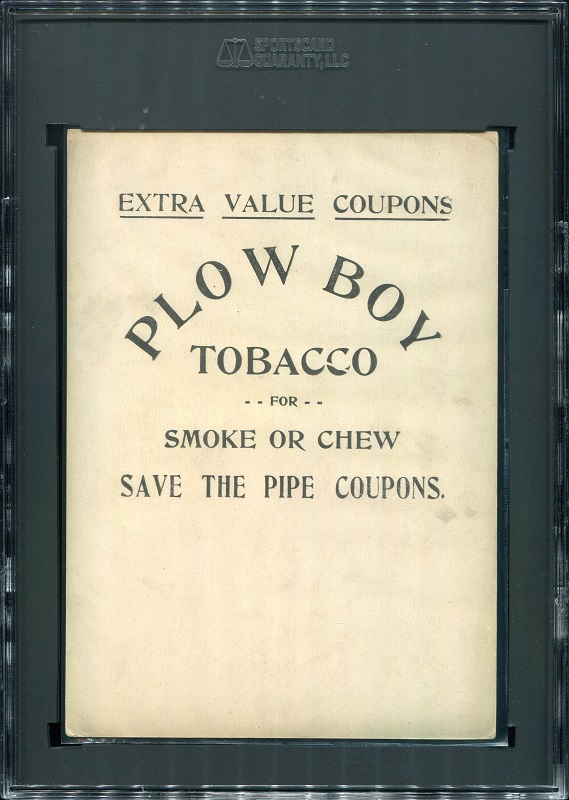 SPORTSCARD
GUARANTY, LLC
EXTRA VALUE COUPONS
PLOW BOY
TOBACCO
- - FOR - -
SMOKE OR CHEW
SAVE THE PIPE COUPONS.